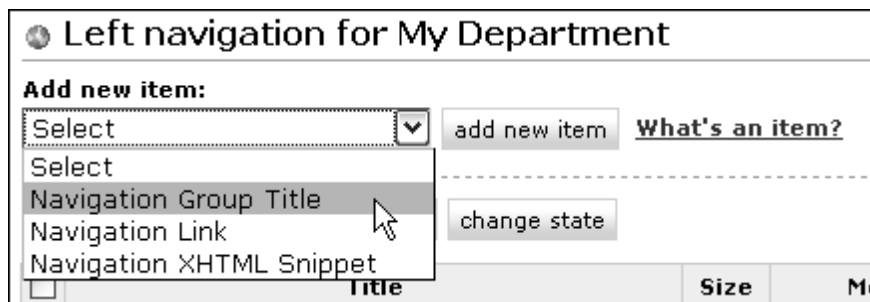 Left navigation for My Department
Add new item:
Select add new item What's an item?
Select
Navigation Group Title
Navigation Link
change state
Navigation XHTML Snippet
Title Size